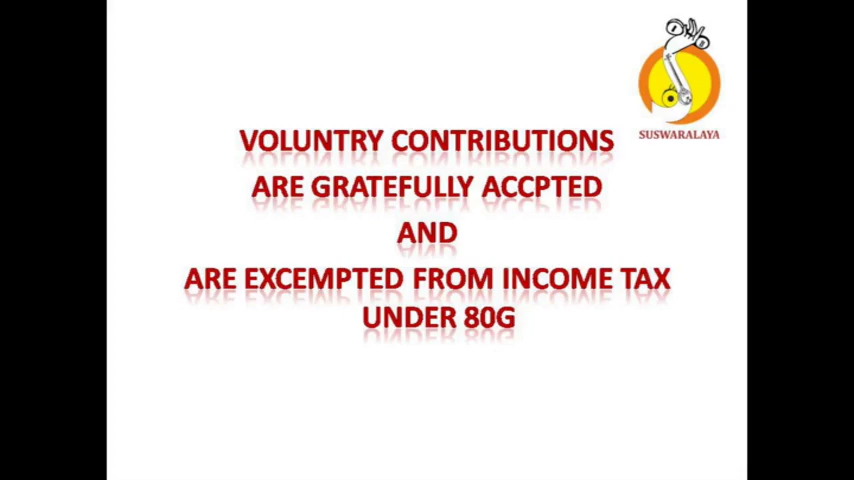 SUSWARALAYA
VOLUNTRY CONTRIBUTIONS
ARE GRATEFULLY ACCPTED
AND
ARE EXCEMPTED FROM INCOME TAX
UNDER 80G